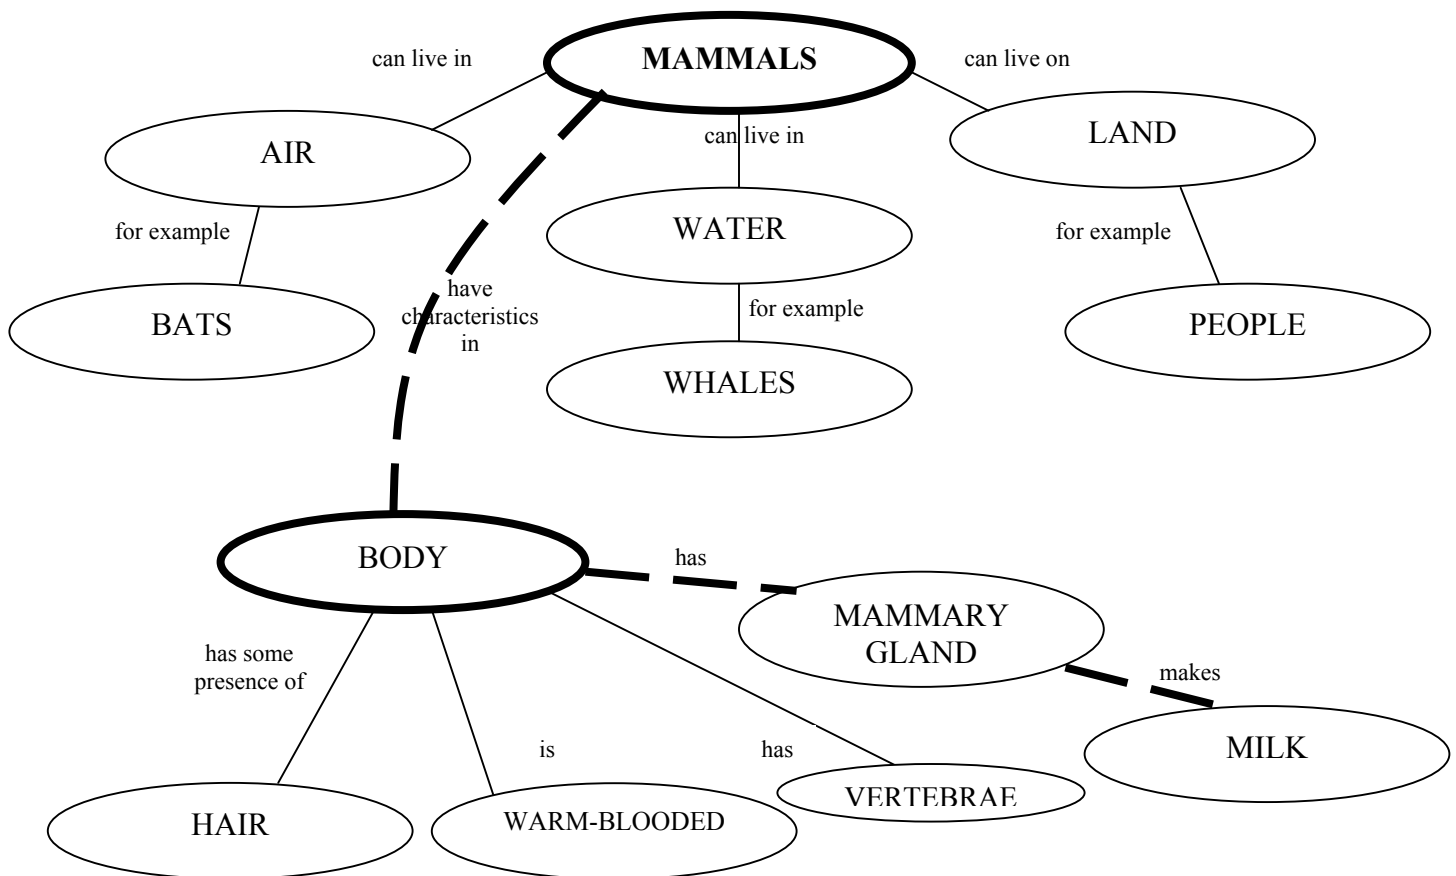 MAMMALS
can live in
can live on
AIR
can live in
LAND
for example
WATER
for example
BATS
have
characteristics
in
for example
PEOPLE
WHALES
BODY
has
MAMMARY
GLAND
has some
presence of
makes
is
has
MILK
HAIR
WARM-BLOODED
VERTEBRAE